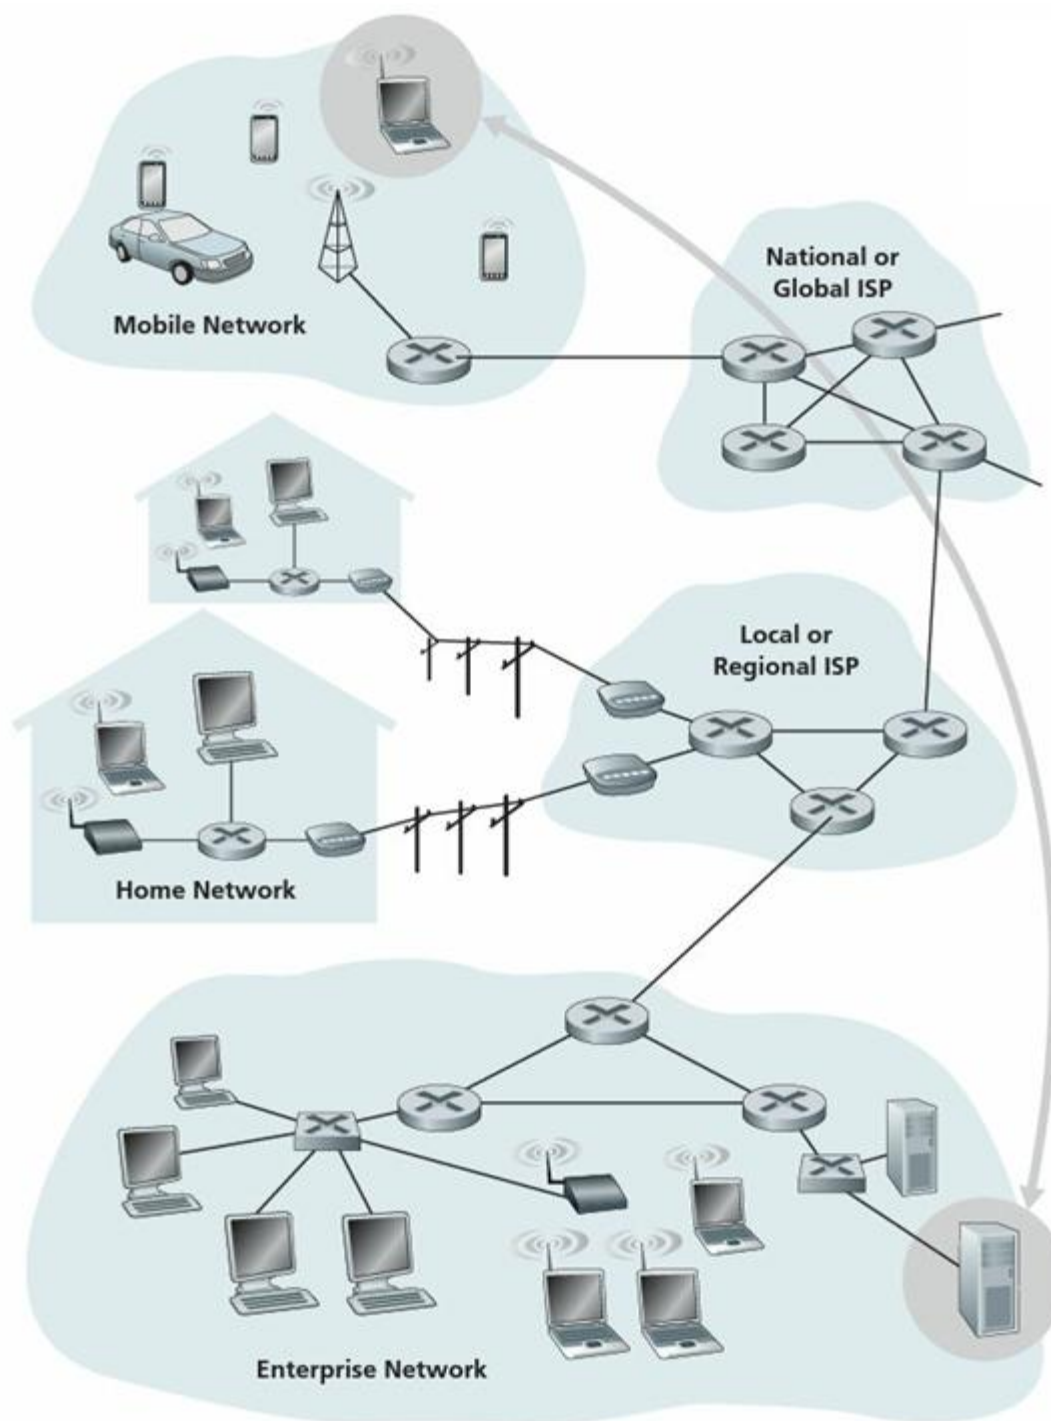 National or
Global ISP
Mobile Network
Local or
Regional ISP
Home Network
Enterprise Network